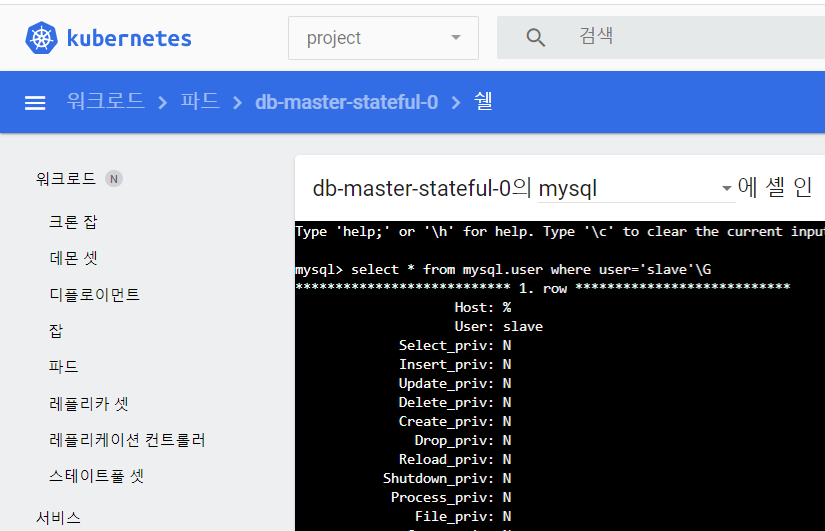 kubernetes
project
검색
워크로드 > 파드 > db-master-stateful-0 > 쉘
워크로드 N
크론 잡
데몬 셋
디플로이먼트
잡
파드
레플리카 셋
레플리케이션 컨트롤러
스테이트풀 셋
서비스
db-master-stateful-0의 mysql 에 셸 인
Type 'help;' or '\h' for help. Type '\c' to clear the current input
mysql> select * from mysql.user where user='slave'\G
*************************** 1. row ***************************
Host: %
User: slave
Select_priv: N
Insert_priv: N
Update_priv: N
Delete_priv: N
Create_priv: N
Drop_priv: N
Reload_priv: N
Shutdown_priv: N
Process_priv: N
File_priv: N